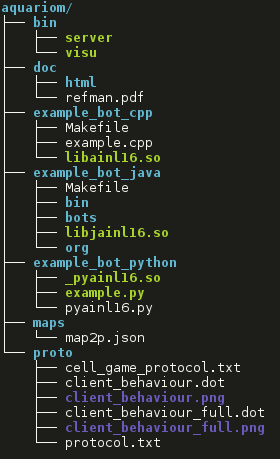 aquariom/
├── bin
│   ├── server
│   └── visu
├── doc
│   ├── html
│   └── refman.pdf
├── example_bot_cpp
│   ├── Makefile
│   ├── example.cpp
│   └── libainl16.so
├── example_bot_java
│   ├── Makefile
│   ├── bin
│   ├── bots
│   ├── libjainl16.so
│   └── org
├── example_bot_python
│   ├── _pyainl16.so
│   ├── example.py
│   └── pyainl16.py
├── maps
│   └── map2p.json
└── proto
    ├── cell_game_protocol.txt
    ├── client_behaviour.dot
    ├── client_behaviour.png
    ├── client_behaviour_full.dot
    ├── client_behaviour_full.png
    └── protocol.txt